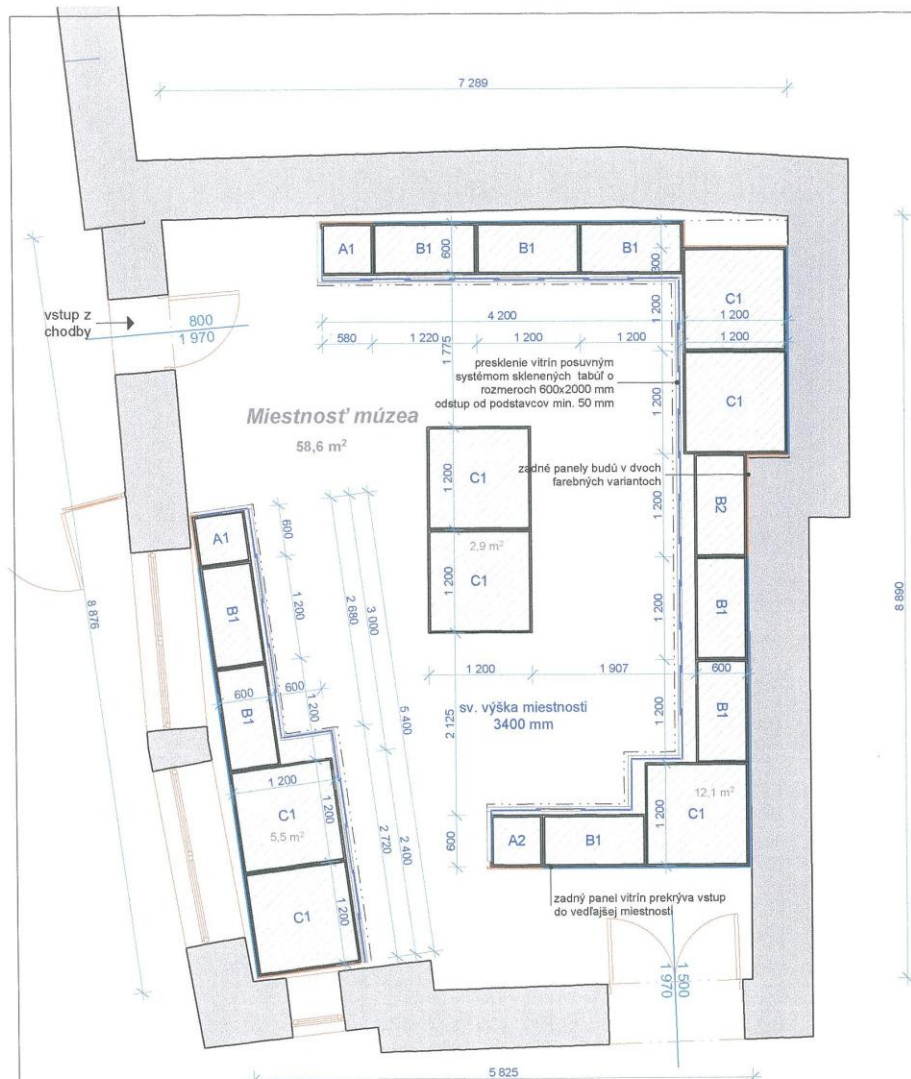 7 289
A1
B1
B1
B1
600
300
C1
vstup z
chodby
800
1 970
4 200
1 200
1 200
580
1 220
1 200
1 200
1 200
1 775
presklenie vitrín posuvným
systémom sklenených tabúľ o
rozmeroch 600x2000 mm
odstup od podstavcov min. 50 mm
C1
1 200
Miestnosť múzea
58,6 m²
C1
1 200
zadné panely budú v dvoch
farebných variantoch
1 200
B2
A1
600
C1
2,9 m²
1 200
8 876
B1
1 200
2 680
3 000
1 200
B1
8 890
1 200
1 907
600
B1
600
600
1 200
sv. výška miestnosti
3400 mm
2 125
5 400
1 200
B1
1 200
C1
5,5 m²
1 200
2 720
2 400
12,1 m²
C1
1 200
600
A2
B1
C1
1 200
zadný panel vitrín prekrýva vstup
do vedľajšej miestnosti
1 500
1 970
5 825